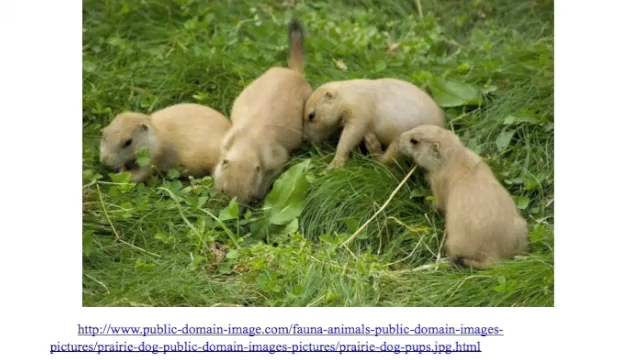 http://www.public-domain-image.com/fauna-animals-public-domain-images-
pictures/prairie-dog-public-domain-images-pictures/prairie-dog-pups.jpg.html